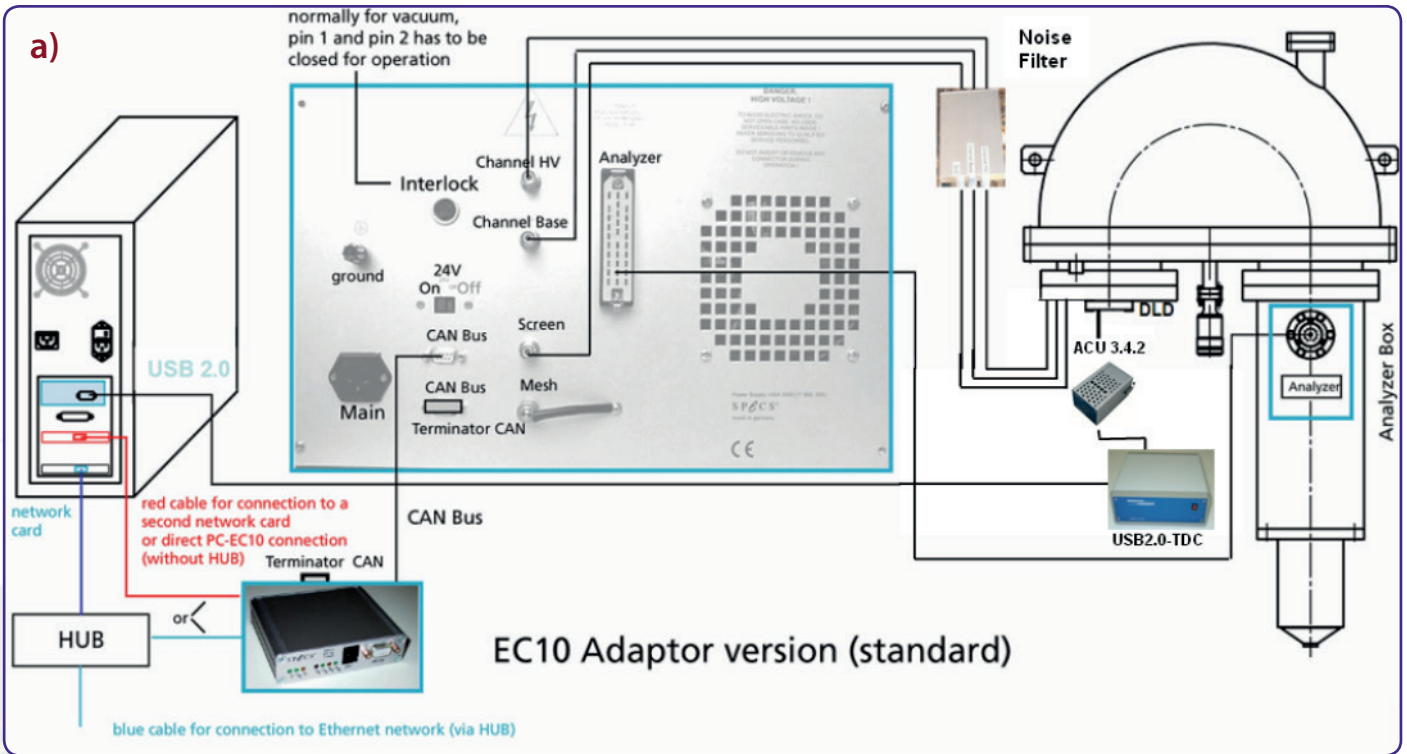 a)
normally for vacuum,
pin 1 and pin 2 has to be
closed for operation
Noise
Filter
DANGER
HIGH VOLTAGE !
Channel HV
Analyzer
Interlock
Channel Base
ground
24V
On Off
CAN Bus
Screen
CAN Bus
Mesh
Main
Terminator CAN
SPECS
CE
DLD
ACU 3.4.2
Analyzer
Analyzer Box
USB 2.0
USB2.0-TDC
network
card
red cable for connection to a
second network card
or direct PC-EC10 connection
(without HUB)
CAN Bus
Terminator CAN
or
HUB
SPECS
EC10 Adaptor version (standard)
blue cable for connection to Ethernet network (via HUB)